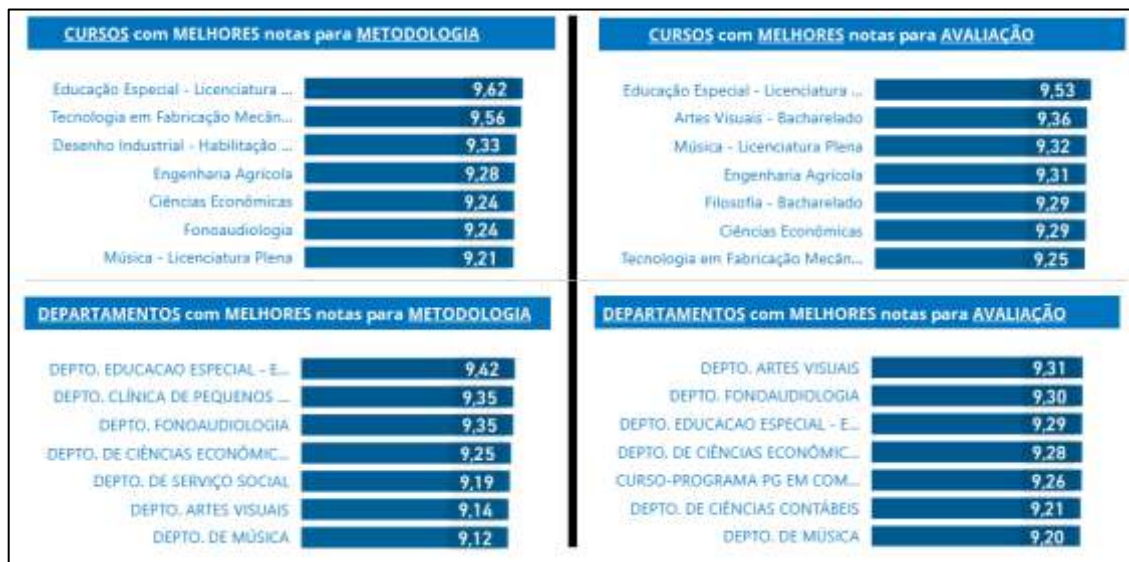 CURSOS com MELHORES notas para METODOLOGIA
Educação Especial - Licenciatura ... 9,62
Tecnologia em Fabricação Mecân... 9,56
Desenho Industrial - Habilitação ... 9,33
Engenharia Agrícola 9,28
Ciências Econômicas 9,24
Fonoaudiologia 9,24
Música - Licenciatura Plena 9,21
CURSOS com MELHORES notas para AVALIAÇÃO
Educação Especial - Licenciatura ... 9,53
Artes Visuais - Bacharelado 9,36
Música - Licenciatura Plena 9,32
Engenharia Agrícola 9,31
Filosofia - Bacharelado 9,29
Ciências Econômicas 9,29
Tecnologia em Fabricação Mecân... 9,25
DEPARTAMENTOS com MELHORES notas para METODOLOGIA
DEPTO. EDUCACAO ESPECIAL - E... 9,42
DEPTO. CLÍNICA DE PEQUENOS ... 9,35
DEPTO. FONOAUDIOLOGIA 9,35
DEPTO. DE CIÊNCIAS ECONÔMIC... 9,25
DEPTO. DE SERVIÇO SOCIAL 9,19
DEPTO. ARTES VISUAIS 9,14
DEPTO. DE MÚSICA 9,12
DEPARTAMENTOS com MELHORES notas para AVALIAÇÃO
DEPTO. ARTES VISUAIS 9,31
DEPTO. FONOAUDIOLOGIA 9,30
DEPTO. EDUCACAO ESPECIAL - E... 9,29
DEPTO. DE CIÊNCIAS ECONÔMIC... 9,28
CURSO-PROGRAMA PG EM COM... 9,26
DEPTO. DE CIÊNCIAS CONTÁBEIS 9,21
DEPTO. DE MÚSICA 9,20